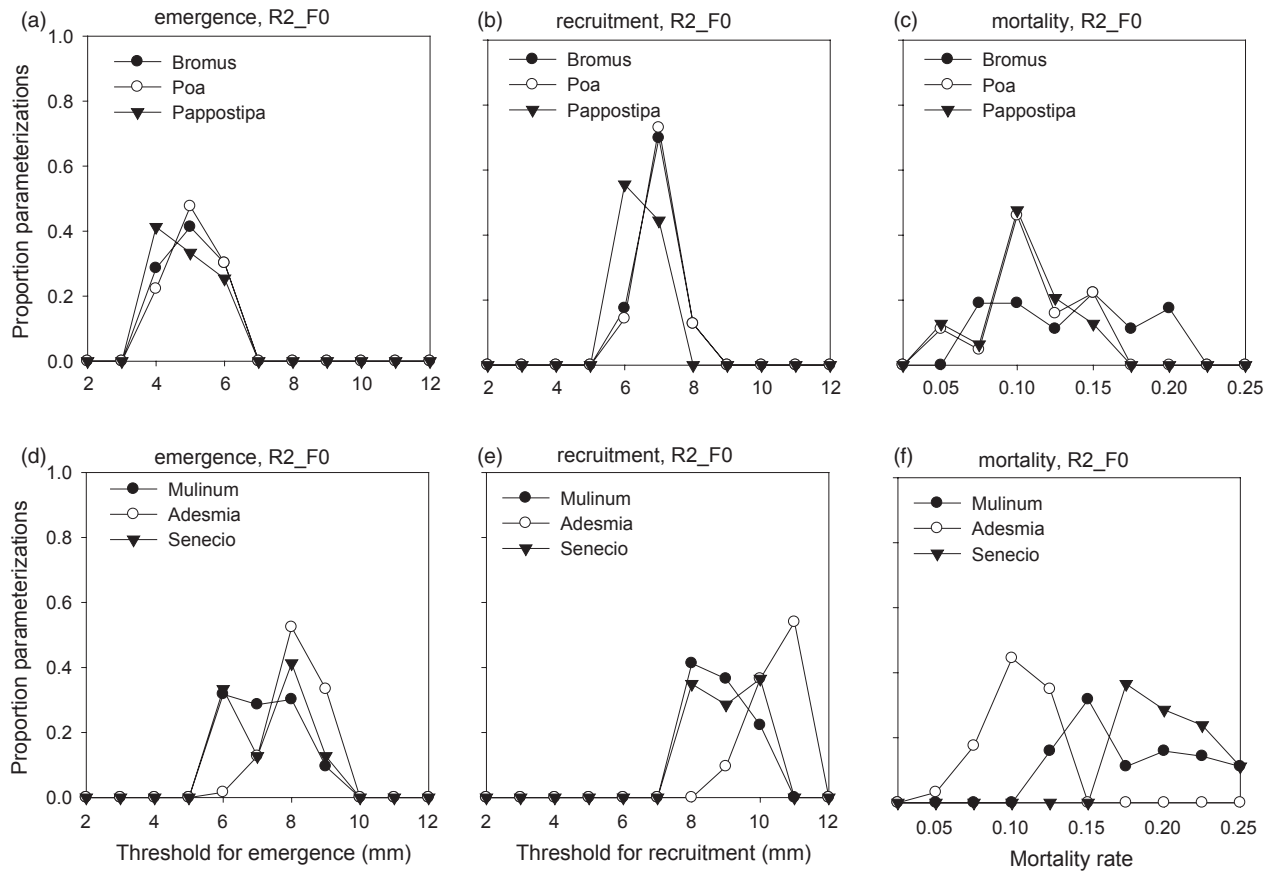 (a)
emergence, R2_F0
(b)
recruitment, R2_F0
(c)
mortality, R2_F0
1.0
0.8
0.6
0.4
0.2
0.0
Proportion parameterizations
Bromus
Poa
Pappostipa
2 4 6 8 10 12
Bromus
Poa
Pappostipa
2 4 6 8 10 12
Bromus
Poa
Pappostipa
0.05 0.10 0.15 0.20 0.25
(d)
emergence, R2_F0
(e)
recruitment, R2_F0
(f)
mortality, R2_F0
1.0
0.8
0.6
0.4
0.2
0.0
Proportion parameterizations
Mulinum
Adesmia
Senecio
2 4 6 8 10 12
Threshold for emergence (mm)
Mulinum
Adesmia
Senecio
2 4 6 8 10 12
Threshold for recruitment (mm)
Mulinum
Adesmia
Senecio
0.05 0.10 0.15 0.20 0.25
Mortality rate